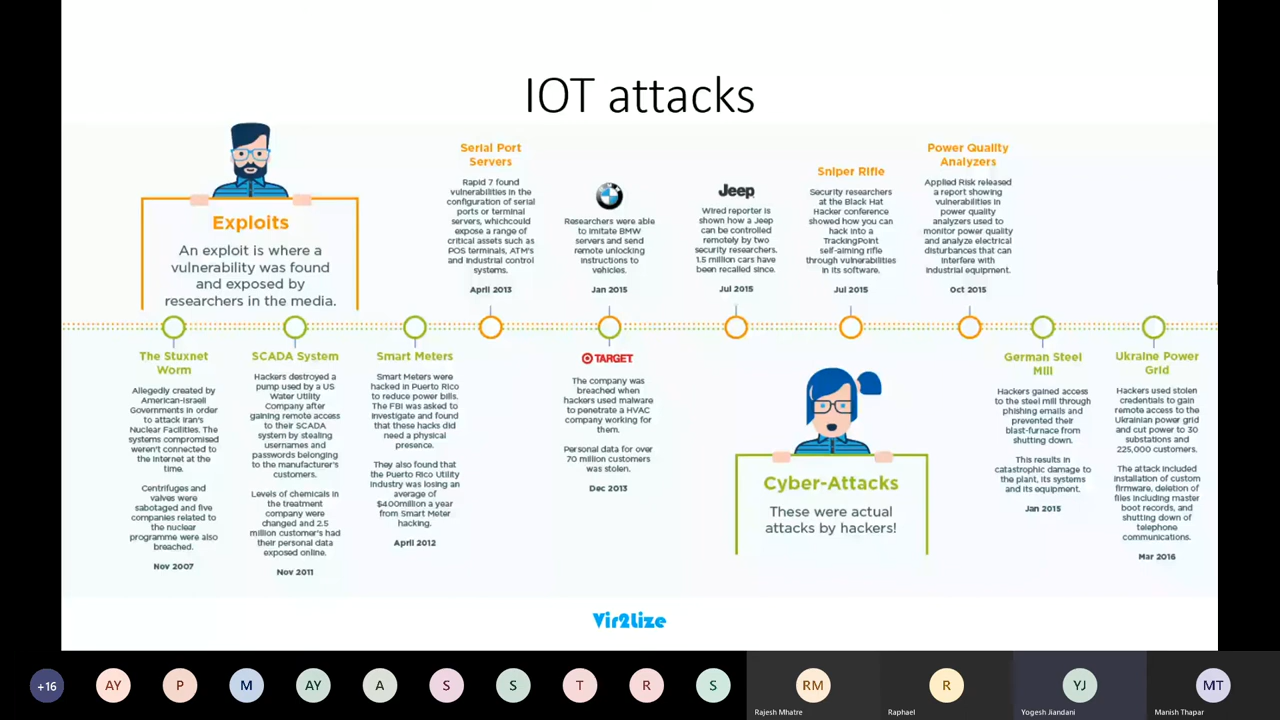 IOT attacks
Exploits
An exploit is where a
vulnerability was found
and exposed by
researchers in the media.
Serial Port
Servers
Rapid 7 found
vulnerabilities in the
configuration of serial
ports or terminal
servers, whichcould
expose a range of
critical assets such as
POS terminals, ATM's
and industrial control
systems.
April 2013
Researchers were able
to imitate BMW
servers and send
remote unlocking
instructions to
vehicles.
Jan 2015
Jeep
Wired reporter is
shown how a Jeep
can be controlled
remotely by two
security researchers.
1.5 million cars have
been recalled since.
Jul 2015
Sniper Rifle
Security researchers
at the Black Hat
Hacker conference
showed how you can
hack into a
TrackingPoint
self-aiming rifle
through vulnerabilities
in its software.
Jul 2015
Power Quality
Analyzers
Applied Risk released
a report showing
vulnerabilities in
power quality
analyzers used to
monitor power quality
and analyze electrical
disturbances that can
interfere with
industrial equipment.
Oct 2015
The Stuxnet
Worm
Allegedly created by
American-Israeli
Governments in order
to attack Iran's
Nuclear Facilities. The
systems compromised
weren't connected to
the internet at the
time.
Centrifuges and
valves were
sabotaged and five
companies related to
the nuclear
programme were also
breached.
Nov 2007
SCADA System
Hackers destroyed a
pump used by a US
Water Utility
Company after
gaining remote access
to their SCADA
system by stealing
usernames and
passwords belonging
to the manufacturer's
customers.
Levels of chemicals in
the treatment
company were
changed and 2.5
million customer's had
their personal data
exposed online.
Nov 2011
Smart Meters
Smart Meters were
hacked in Puerto Rico
to reduce power bills.
The FBI was asked to
investigate and found
that these hacks did
need a physical
presence.
They also found that
the Puerto Rico Utility
Industry was losing an
average of
$400million a year
from Smart Meter
hacking.
April 2012
TARGET
The company was
breached when
hackers used malware
to penetrate a HVAC
company working for
them.
Personal data for over
70 million customers
was stolen.
Dec 2013
Cyber-Attacks
These were actual
attacks by hackers!
German Steel
Mill
Hackers gained access
to the steel mill through
phishing emails and
prevented their
blast-furnace from
shutting down.
This results in
catastrophic damage to
the plant, its systems
and its equipment.
Jan 2015
Ukraine Power
Grid
Hackers used stolen
credentials to gain
remote access to the
Ukrainian power grid
and cut power to 30
substations and
225,000 customers.
The attack included
installation of custom
firmware, deletion of
files including master
boot records, and
shutting down of
telephone
communications.
Mar 2016
Vir2lize
+16 AY P M AY A S S T R S RM R YJ MT
Rajesh Mhatre Raphael Yogesh Jiandani Manish Thapar